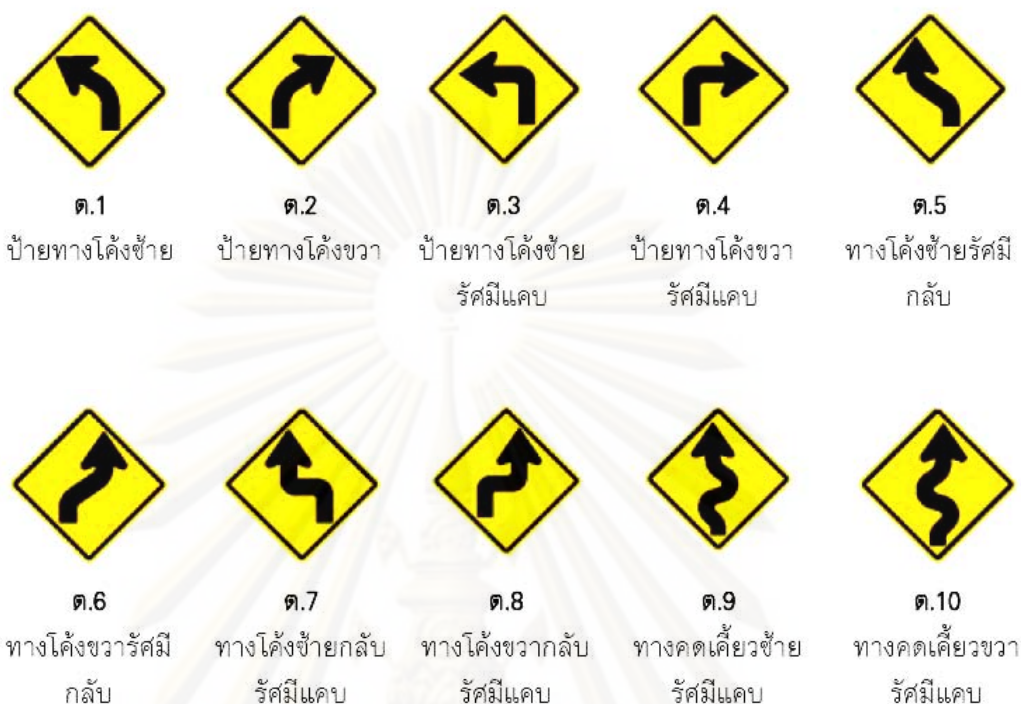 ต.1 ต.2 ต.3 ต.4 ต.5
ป้ายทางโค้งซ้าย ป้ายทางโค้งขวา ป้ายทางโค้งซ้าย ป้ายทางโค้งขวา ทางโค้งซ้ายรัศมี
รัศมีแคบ รัศมีแคบ กลับ
ต.6 ต.7 ต.8 ต.9 ต.10
ทางโค้งขวารัศมี ทางโค้งซ้ายกลับ ทางโค้งขวากลับ ทางคดเคี้ยวซ้าย ทางคดเคี้ยวขวา
กลับ รัศมีแคบ รัศมีแคบ รัศมีแคบ รัศมีแคบ